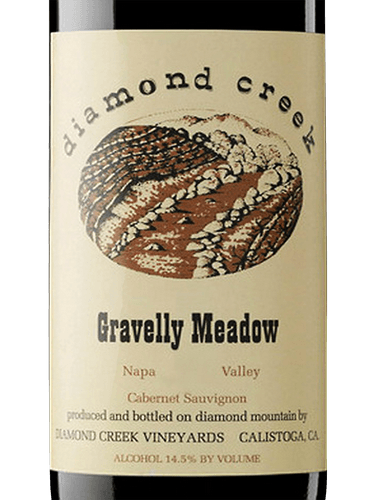 diamond creek
Gravelly Meadow
Napa Valley
Cabernet Sauvignon
produced and bottled on diamond mountain by
DIAMOND CREEK VINEYARDS CALISTOGA, CA.
ALCOHOL 14.5% BY VOLUME